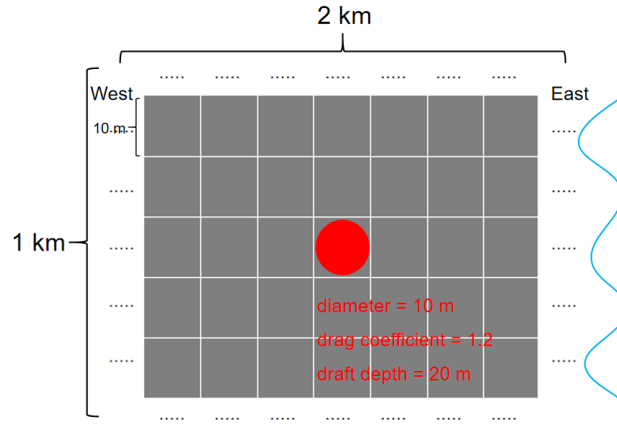 2 km
West
East
10 m
1 km
diameter = 10 m
drag coefficient = 1.2
draft depth = 20 m